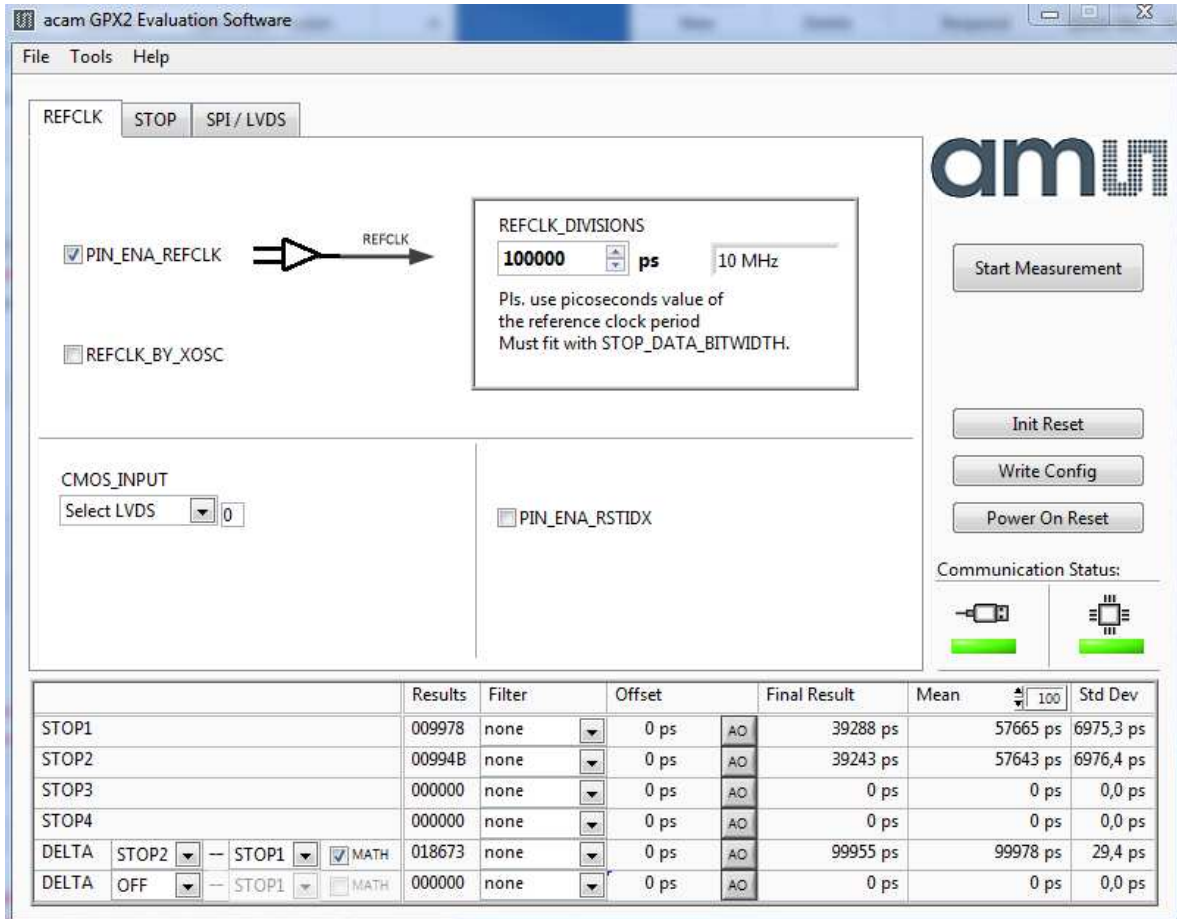 acam GPX2 Evaluation Software
File Tools Help
REFCLK STOP SPI / LVDS
amu
PIN_ENA_REFCLK
REFCLK
REFCLK_DIVISIONS
100000 ps 10 MHz
Pls. use picoseconds value of
the reference clock period
Must fit with STOP_DATA_BITWIDTH.
REFCLK_BY_XOSC
Start Measurement
Init Reset
Write Config
Power On Reset
CMOS_INPUT
Select LVDS 0
PIN_ENA_RSTIDX
Communication Status:
Results Filter Offset Final Result Mean 100 Std Dev
STOP1 009978 none 0 ps AO 39288 ps 57665 ps 6975,3 ps
STOP2 00994B none 0 ps AO 39243 ps 57643 ps 6976,4 ps
STOP3 000000 none 0 ps AO 0 ps 0 ps 0,0 ps
STOP4 000000 none 0 ps AO 0 ps 0 ps 0,0 ps
DELTA STOP2 -- STOP1 MATH 018673 none 0 ps AO 99955 ps 99978 ps 29,4 ps
DELTA OFF -- STOP1 MATH 000000 none 0 ps AO 0 ps 0 ps 0,0 ps